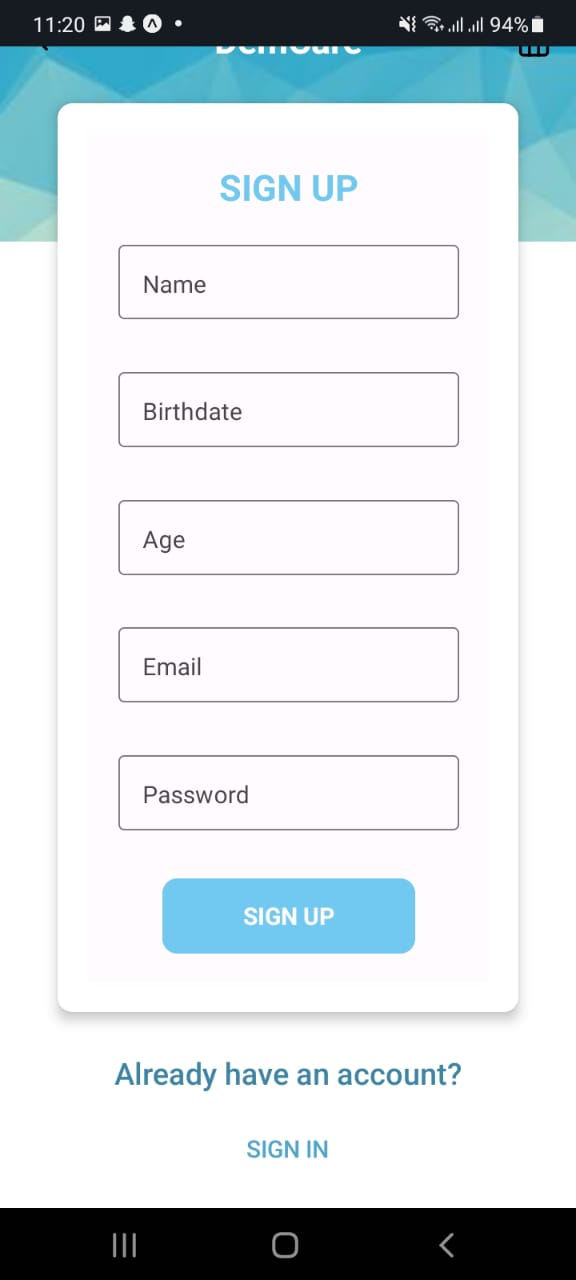 11:20
94%
SIGN UP
Name
Birthdate
Age
Email
Password
SIGN UP
Already have an account?
SIGN IN